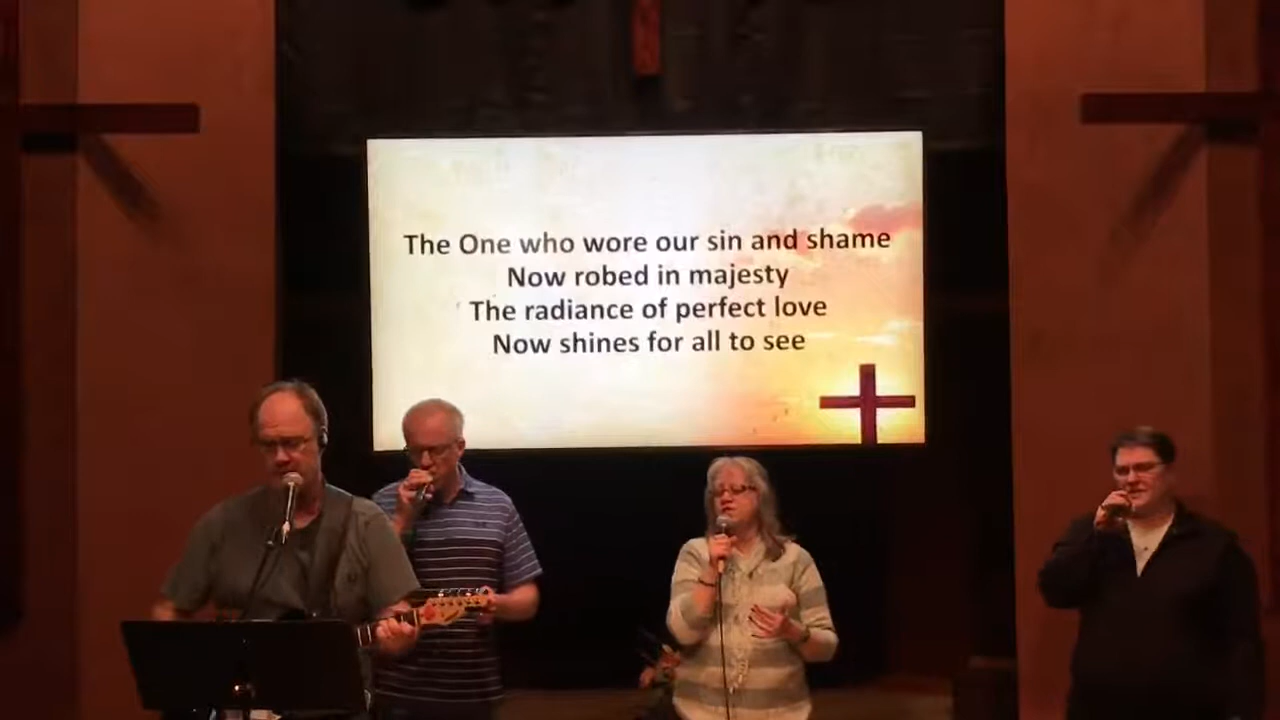 The One who wore our sin and shame
Now robed in majesty
The radiance of perfect love
Now shines for all to see